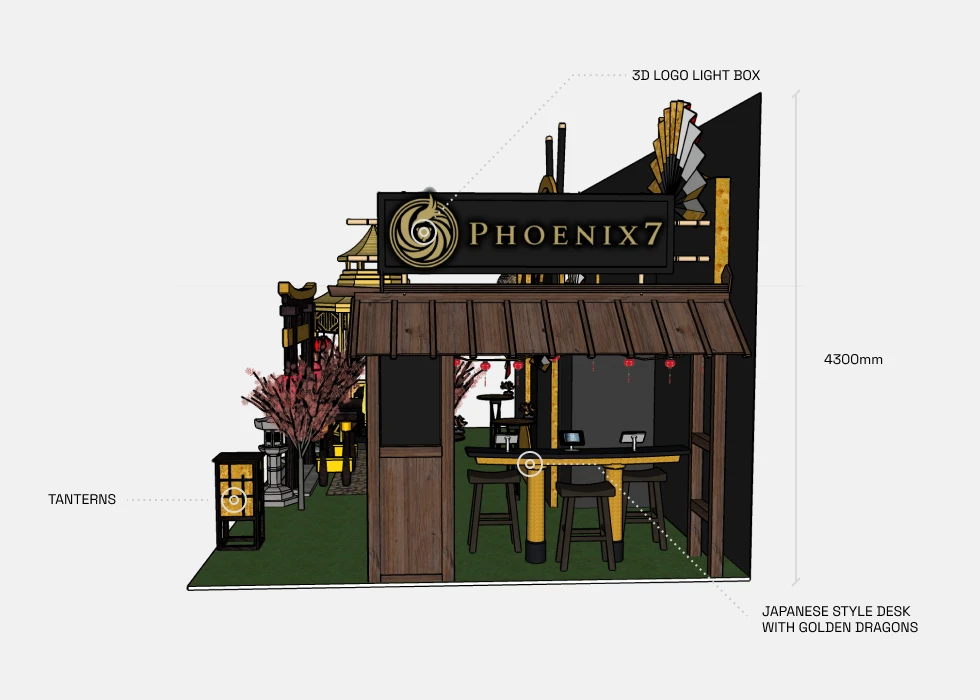 3D LOGO LIGHT BOX
PHOENIX7
4300mm
TANTERNS
JAPANESE STYLE DESK
WITH GOLDEN DRAGONS